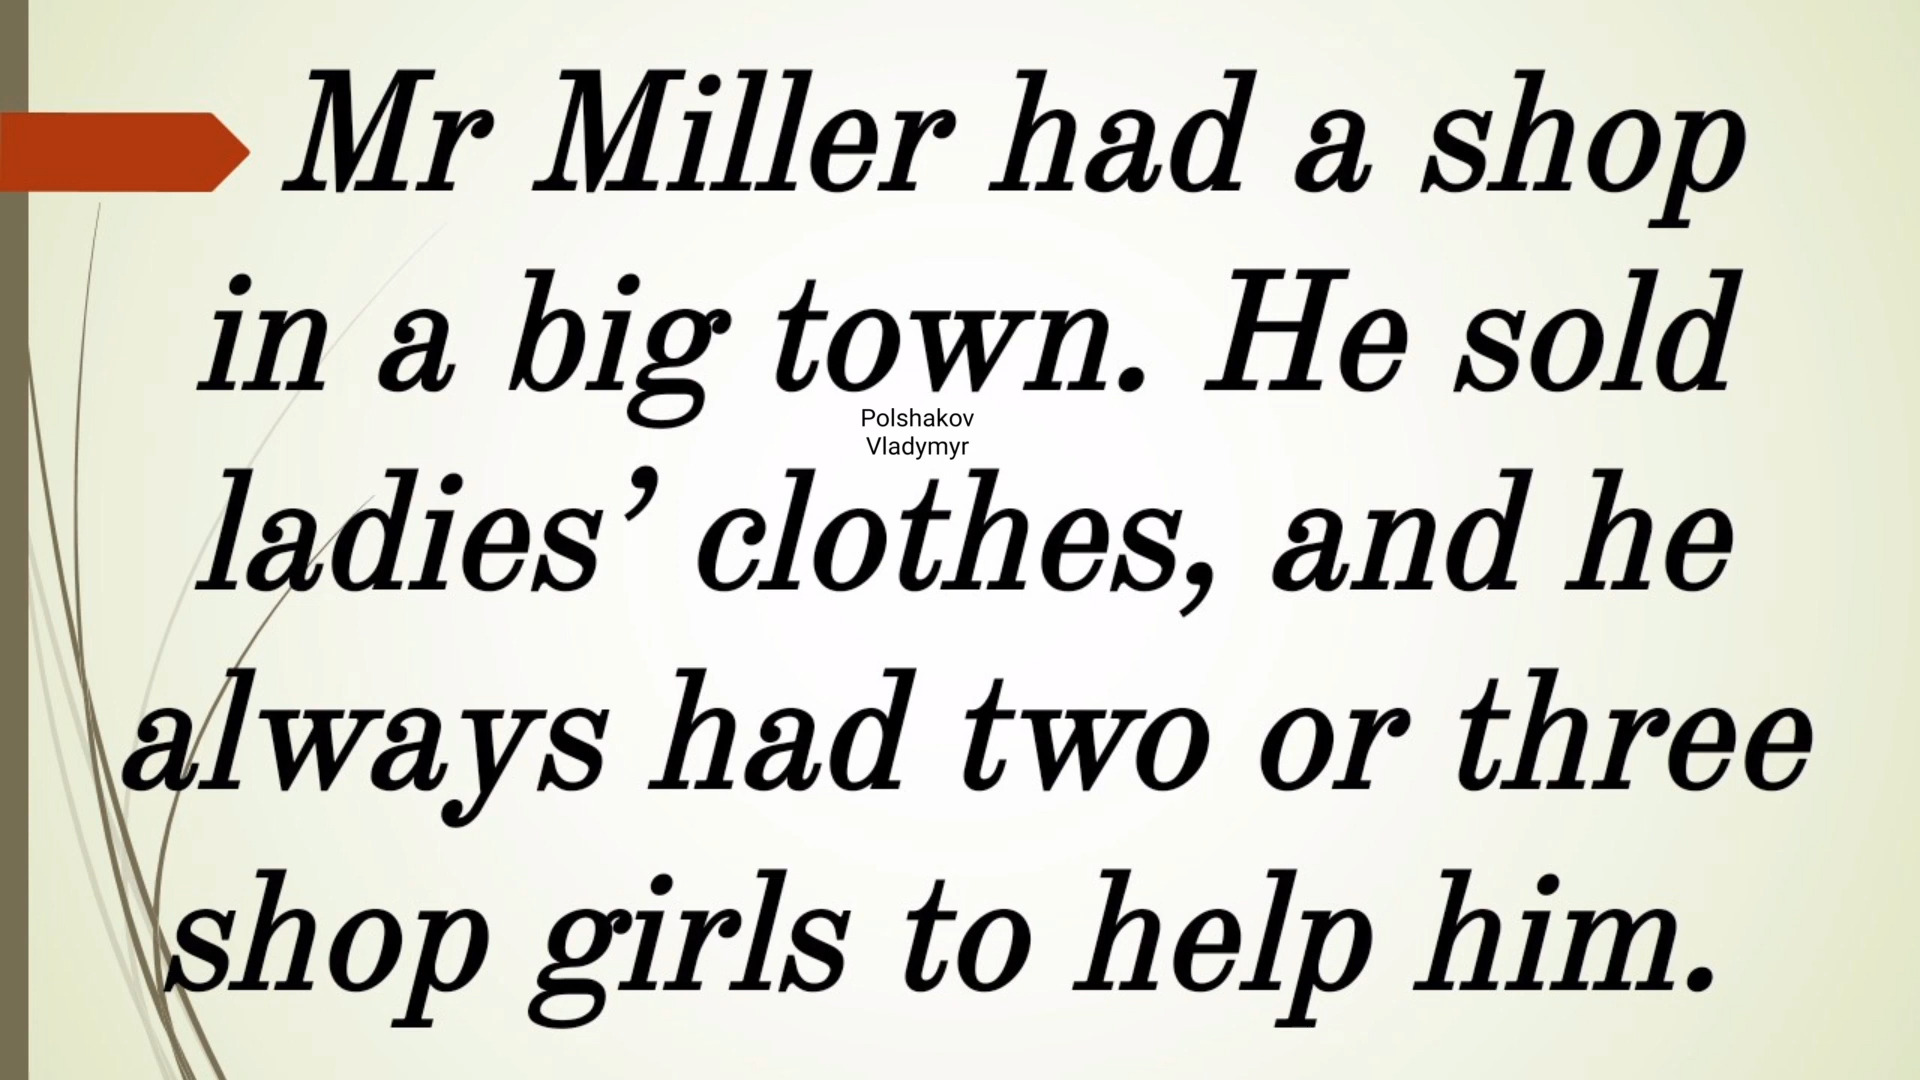 Mr Miller had a shop
in a big town. He sold
Polshakov
Vladymyr
ladies’ clothes, and he
always had two or three
shop girls to help him.